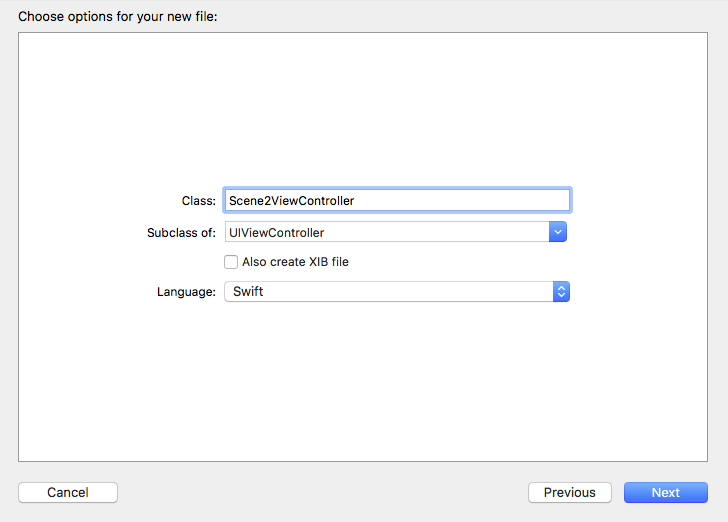 Choose options for your new file:
Class: Scene2ViewController
Subclass of: UIViewController
Also create XIB file
Language: Swift
Cancel Previous Next